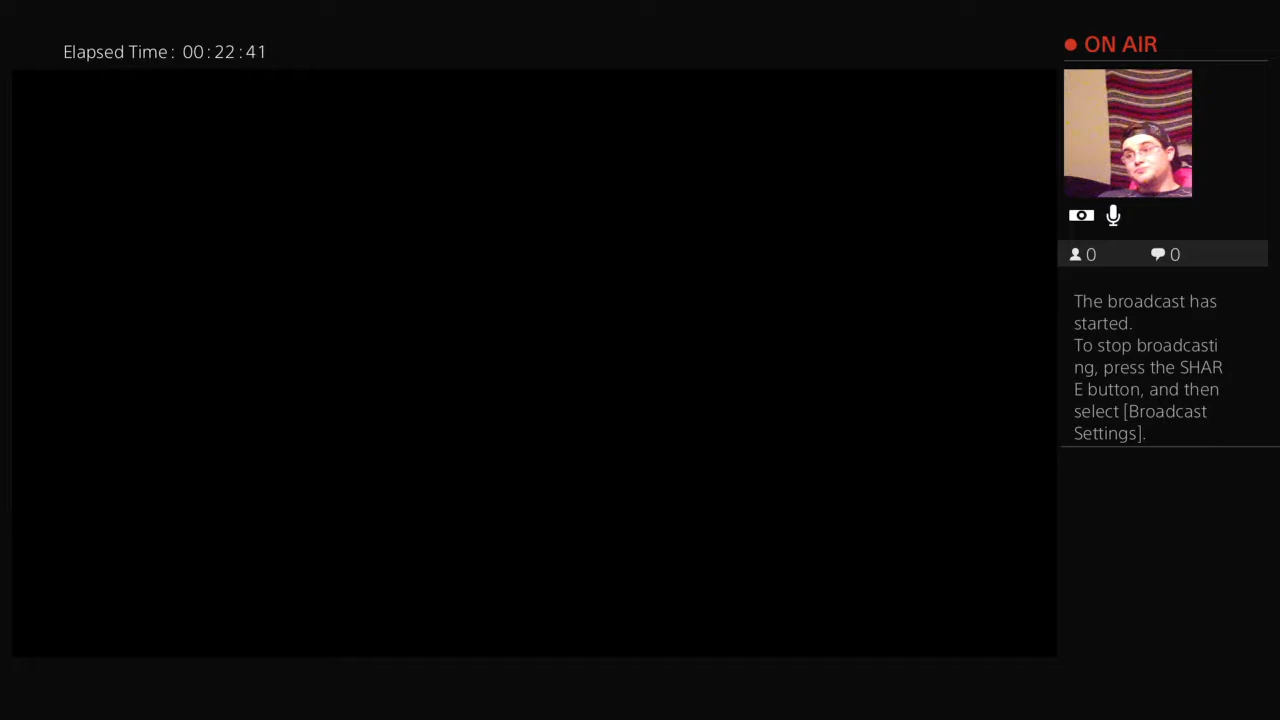 Elapsed Time: 00:22:41
ON AIR
0 0
The broadcast has
started.
To stop broadcasti
ng, press the SHAR
E button, and then
select [Broadcast
Settings].